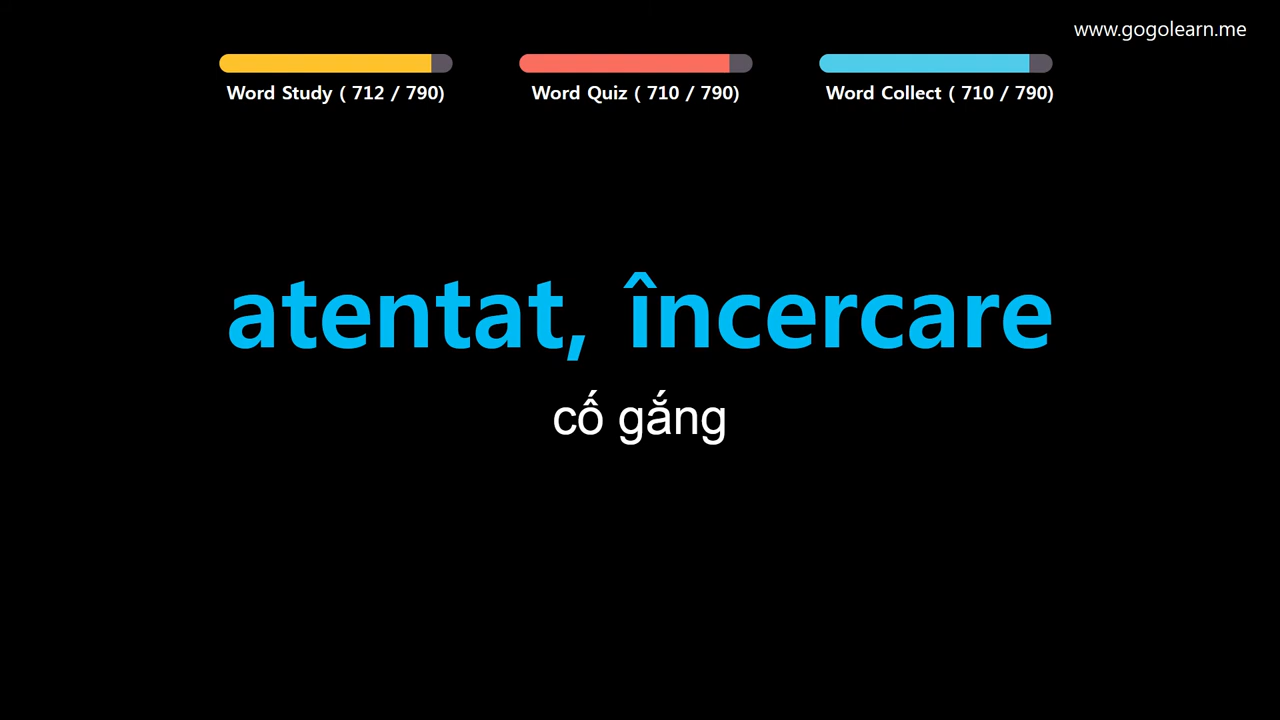 www.gogolearn.me
Word Study ( 712 / 790) Word Quiz ( 710 / 790) Word Collect ( 710 / 790)
atentat, încercare
cố gắng